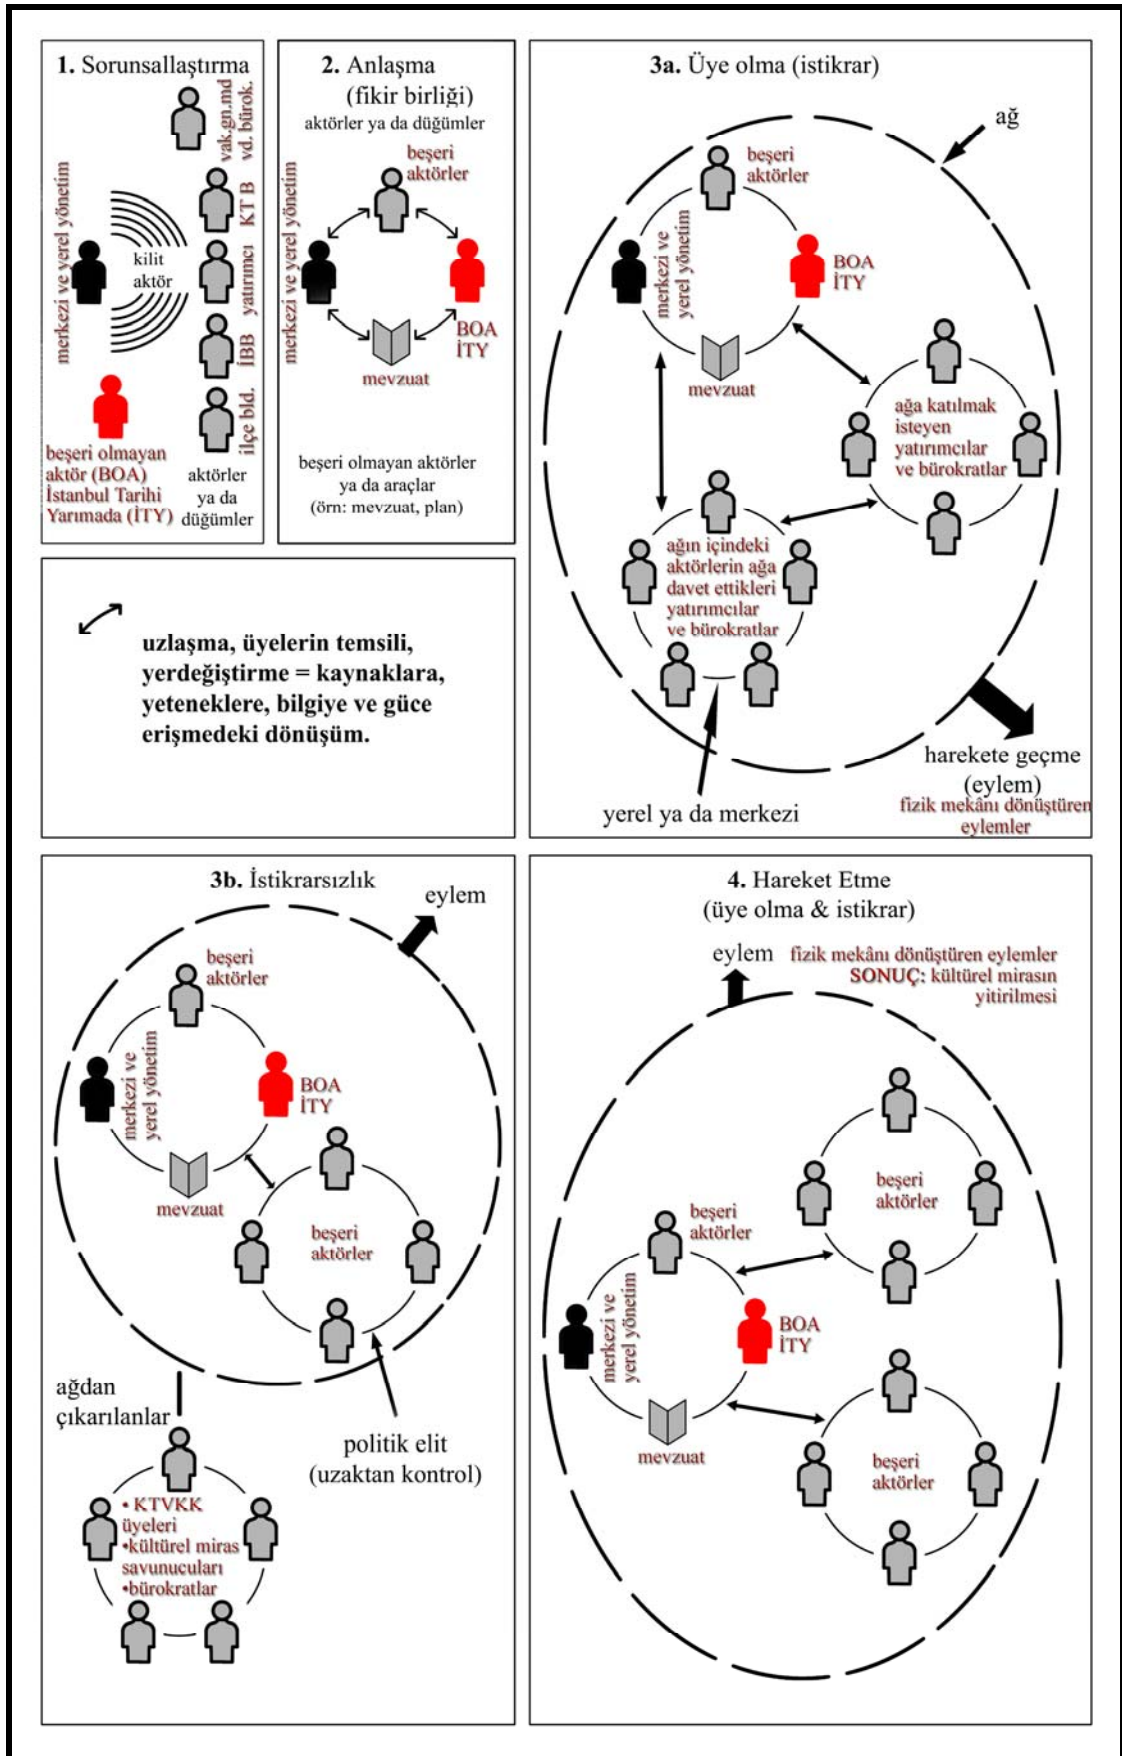 1. Sorunsallaştırma
vak.gn.md
vd. bürok.
KTB
yatırımcı
İBB
ilçe bld.
merkezi ve yerel yönetim
kilit
aktör
beşeri olmayan
aktör (BOA)
İstanbul Tarihi
Yarımada (İTY)
aktörler
ya da
düğümler
2. Anlaşma
(fikir birliği)
aktörler ya da düğümler
beşeri
aktörler
merkezi ve yerel yönetim
BOA
İTY
mevzuat
beşeri olmayan aktörler
ya da araçlar
(örn: mevzuat, plan)
3a. Üye olma (istikrar)
ağ
beşeri
aktörler
merkezi ve
yerel yönetim
BOA
İTY
mevzuat
ağa katılmak
isteyen
yatırımcılar
ve bürokratlar
ağın içindeki
aktörlerin ağa
davet ettikleri
yatırımcılar
ve bürokratlar
yerel ya da merkezi
harekete geçme
(eylem)
fizik mekânı dönüştüren
eylemler
uzlaşma, üyelerin temsili,
yerdeğiştirme = kaynaklara,
yeteneklere, bilgiye ve güce
erişmedeki dönüşüm.
3b. İstikrarsızlık
eylem
beşeri
aktörler
merkezi ve
yerel yönetim
BOA
İTY
mevzuat
beşeri
aktörler
ağdan
çıkarılanlar
politik elit
(uzaktan kontrol)
• KTVKK
üyeleri
•kültürel miras
savunucuları
•bürokratlar
4. Hareket Etme
(üye olma & istikrar)
eylem
fizik mekânı dönüştüren eylemler
SONUÇ: kültürel mirasın
yitirilmesi
beşeri
aktörler
beşeri
aktörler
merkezi ve
yerel yönetim
BOA
İTY
mevzuat
beşeri
aktörler